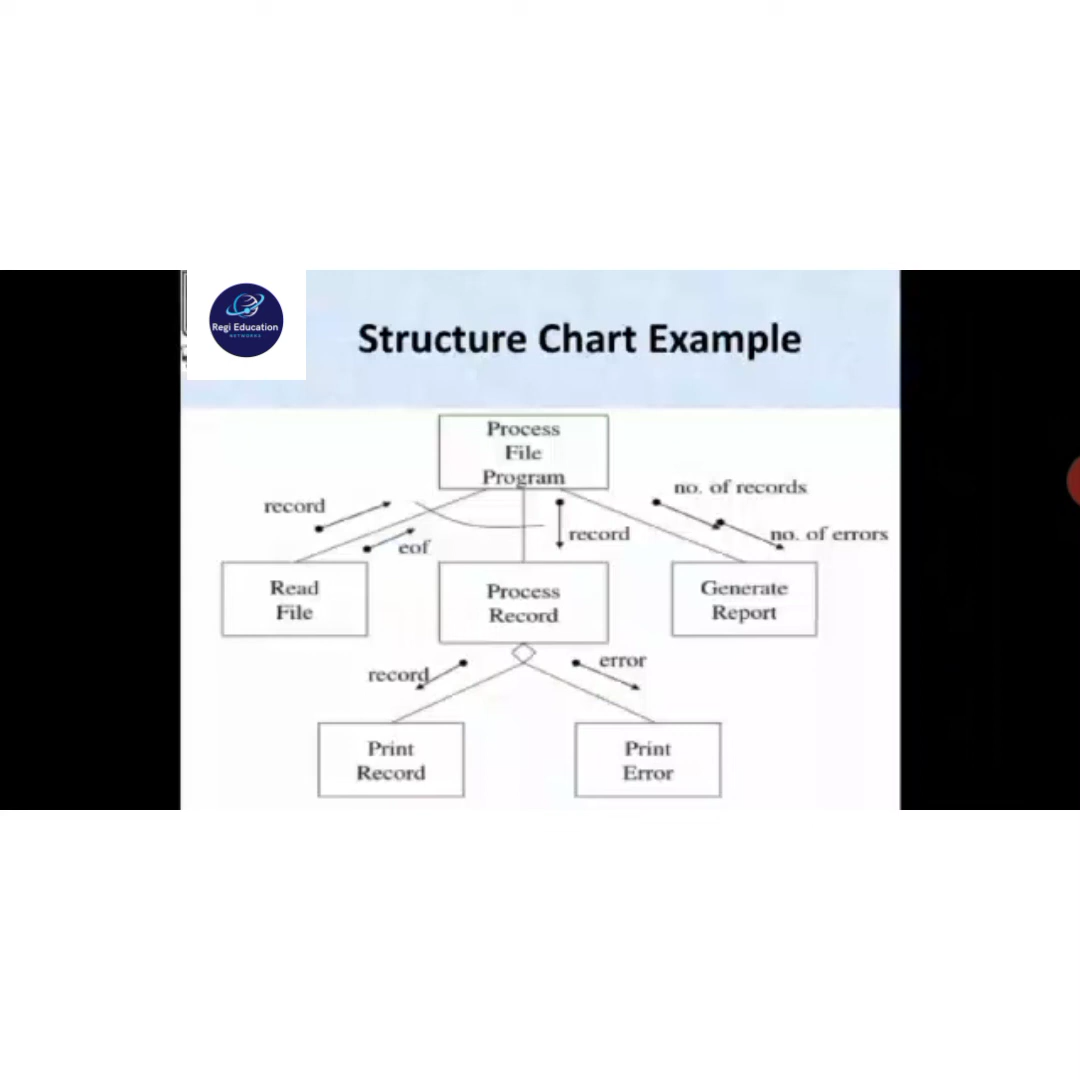 Regi Education
NETWORKS
Structure Chart Example
Process
File
Program
no. of records
record
no. of errors
record
eof
Read
File
Process
Record
Generate
Report
record
error
Print
Record
Print
Error